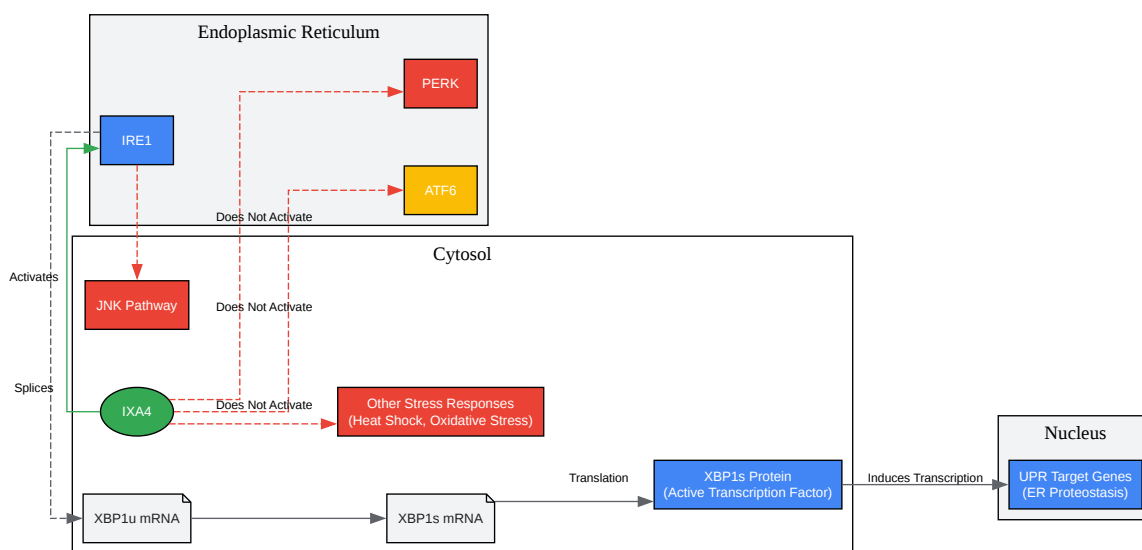 Endoplasmic Reticulum
PERK
IRE1
ATF6
Does Not Activate
Cytosol
Activates
JNK Pathway
Does Not Activate
Splices
IXA4
Does Not Activate
Other Stress Responses
(Heat Shock, Oxidative Stress)
Nucleus
XBP1u mRNA
XBP1s mRNA
Translation
XBP1s Protein
(Active Transcription Factor)
Induces Transcription
UPR Target Genes
(ER Proteostasis)